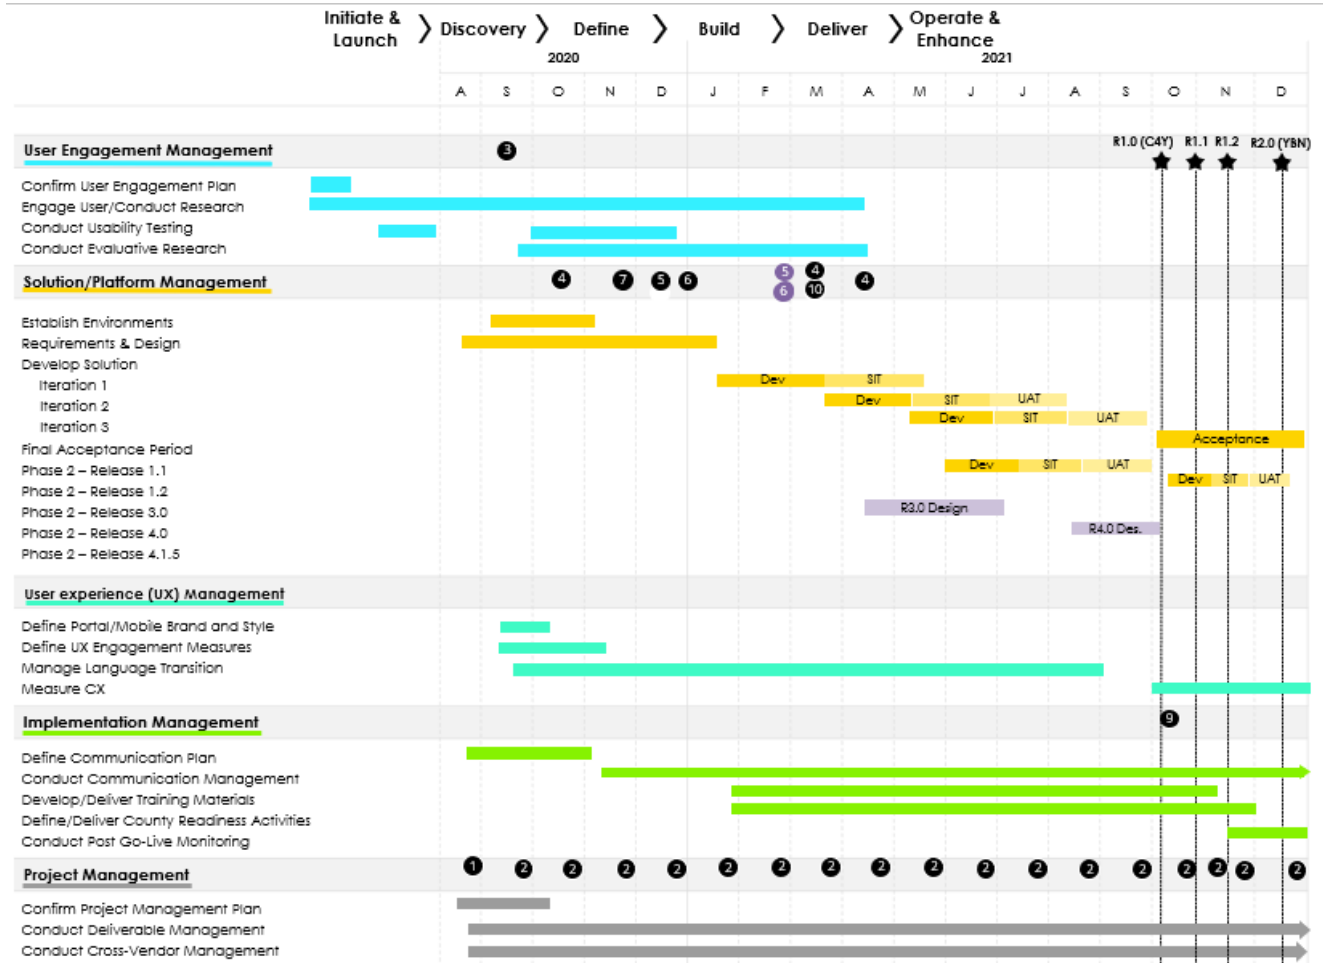 Initiate & Launch Discovery Define Build Deliver Operate & Enhance
2020 2021
A S O N D J F M A M J J A S O N D
R1.0 (C4Y) R1.1 R1.2 R2.0 (YBN)
User Engagement Management 3
Confirm User Engagement Plan
Engage User/Conduct Research
Conduct Usability Testing
Conduct Evaluative Research
Solution/Platform Management 4 7 5 6 5 6 4 10 4
Establish Environments
Requirements & Design
Develop Solution
Iteration 1 Dev SIT
Iteration 2 Dev SIT UAT
Iteration 3 Dev SIT UAT
Final Acceptance Period Acceptance
Phase 2 – Release 1.1 Dev SIT UAT
Phase 2 – Release 1.2 Dev SIT UAT
Phase 2 – Release 3.0 R3.0 Design
Phase 2 – Release 4.0 R4.0 Des.
Phase 2 – Release 4.1.5
User experience (UX) Management
Define Portal/Mobile Brand and Style
Define UX Engagement Measures
Manage Language Transition
Measure CX
Implementation Management 9
Define Communication Plan
Conduct Communication Management
Develop/Deliver Training Materials
Define/Deliver County Readiness Activities
Conduct Post Go-Live Monitoring
Project Management 1 2 2 2 2 2 2 2 2 2 2 2 2 2 2 2 2 2
Confirm Project Management Plan
Conduct Deliverable Management
Conduct Cross-Vendor Management